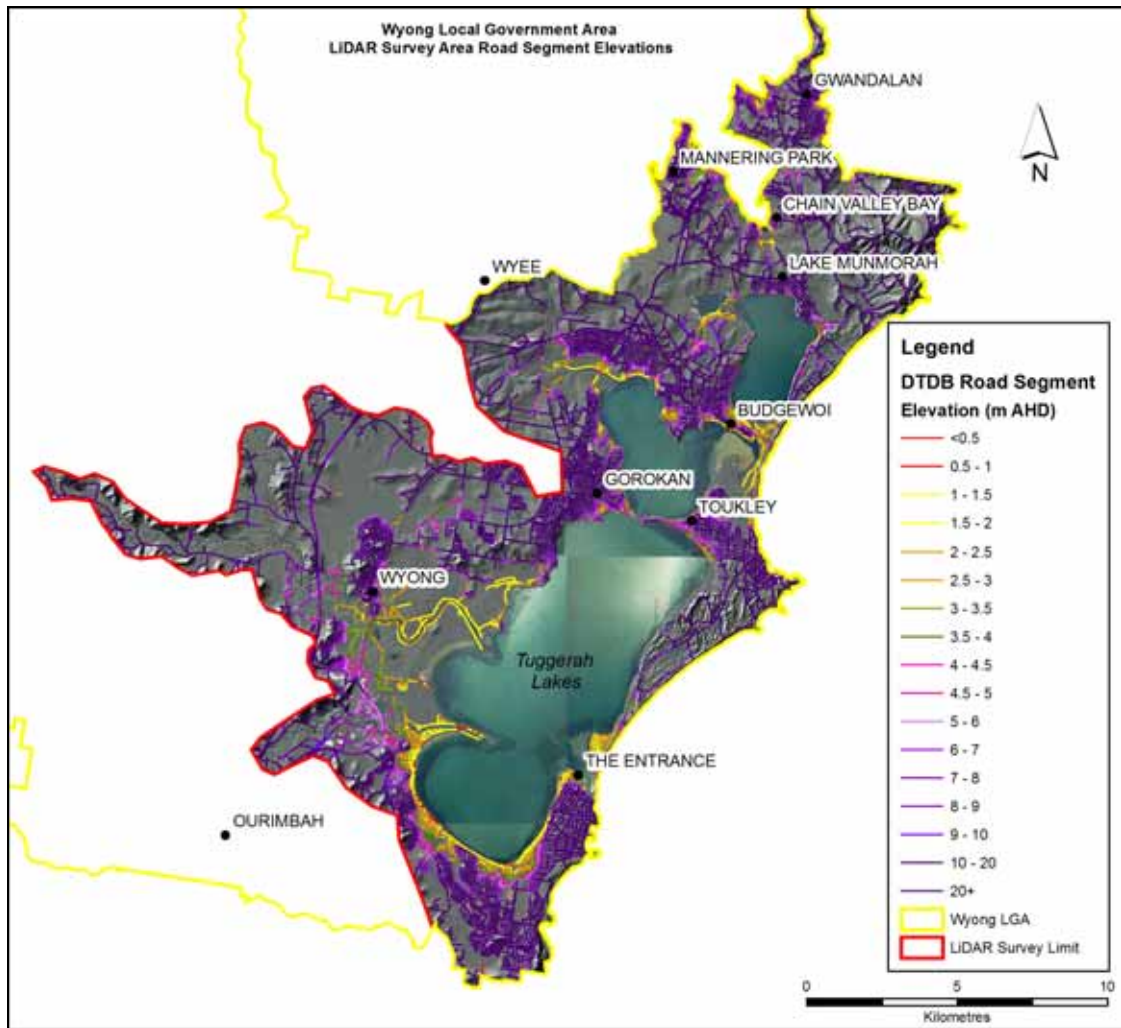 Wyong Local Government Area
LiDAR Survey Area Road Segment Elevations
GWANDALAN
MANNERING PARK
N
CHAIN VALLEY BAY
LAKE MUNMORAH
WYEE
BUDGEWOI
GOROKAN
TOUKLEY
WYONG
Tuggerah
Lakes
THE ENTRANCE
OURIMBAH
Legend
DTDB Road Segment
Elevation (m AHD)
<0.5
0.5 - 1
1 - 1.5
1.5 - 2
2 - 2.5
2.5 - 3
3 - 3.5
3.5 - 4
4 - 4.5
4.5 - 5
5 - 6
6 - 7
7 - 8
8 - 9
9 - 10
10 - 20
20+
Wyong LGA
LiDAR Survey Limit
0 5 10
Kilometres